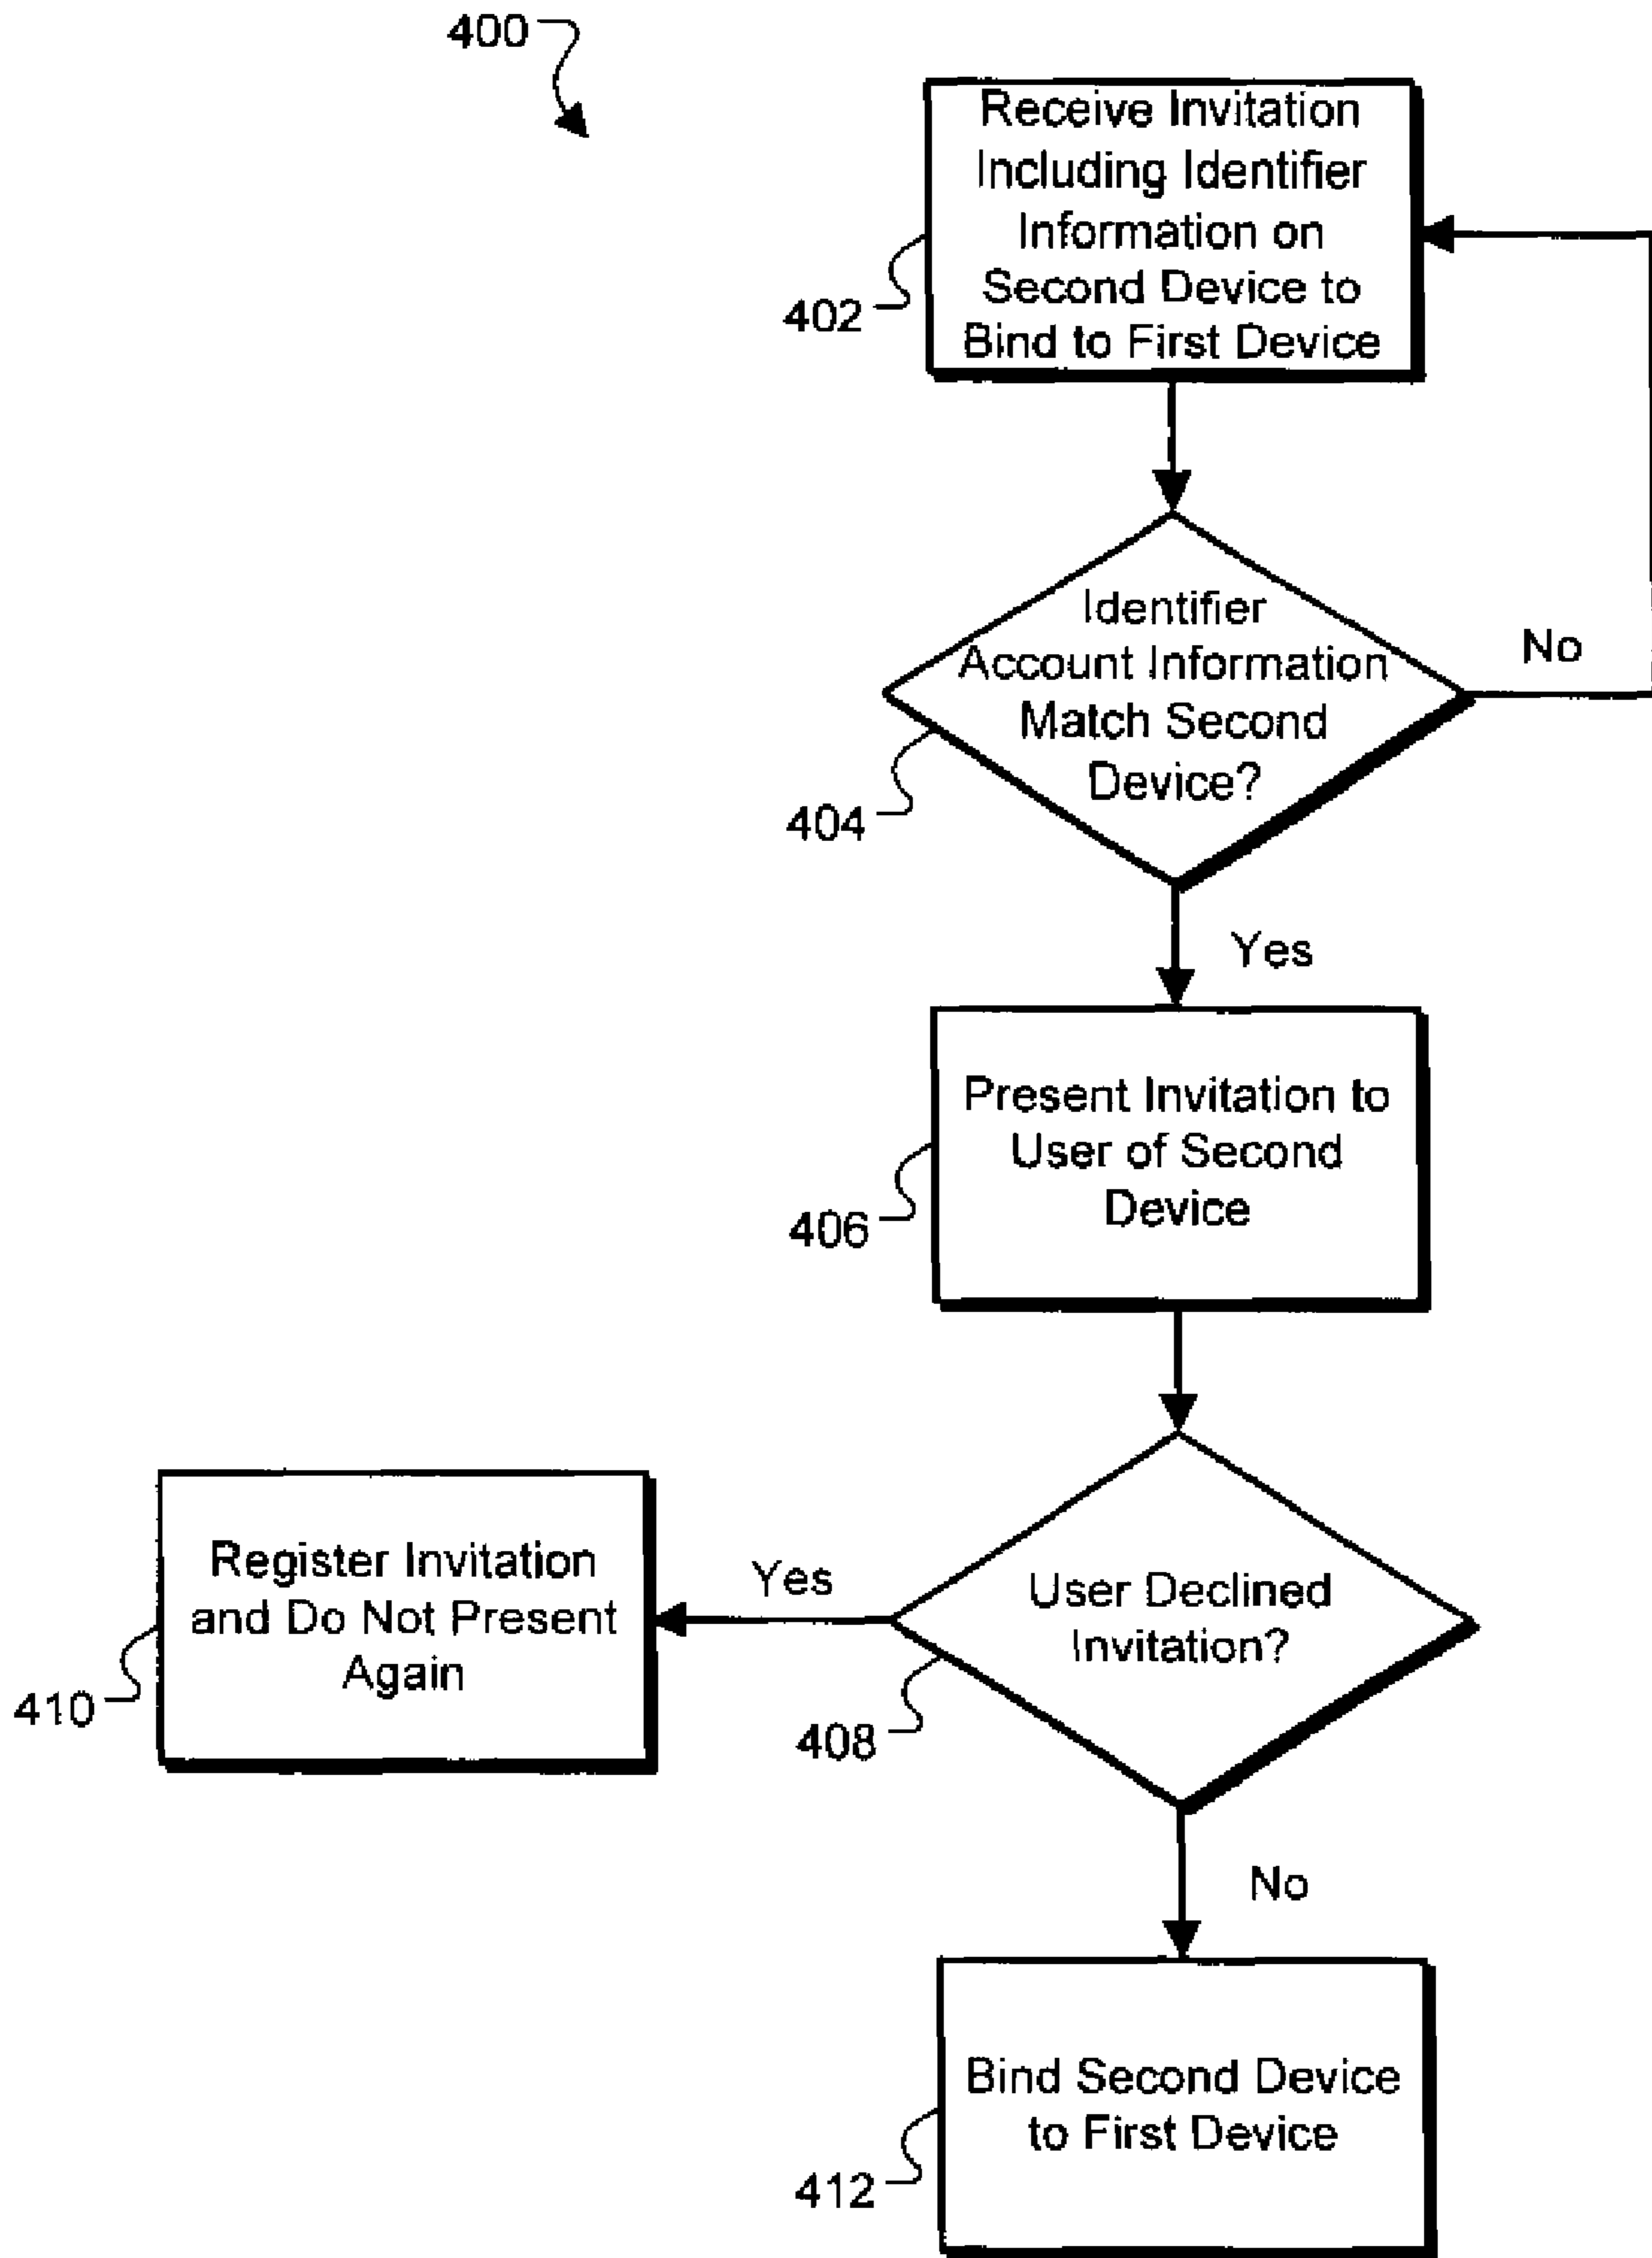 400
Receive Invitation
Including Identifier
Information on
Second Device to
Bind to First Device
402
Identifier
Account Information
Match Second
Device?
No
404
Yes
Present Invitation to
User of Second
Device
406
Register Invitation
and Do Not Present
Again
410
Yes
User Declined
Invitation?
408
No
Bind Second Device
to First Device
412